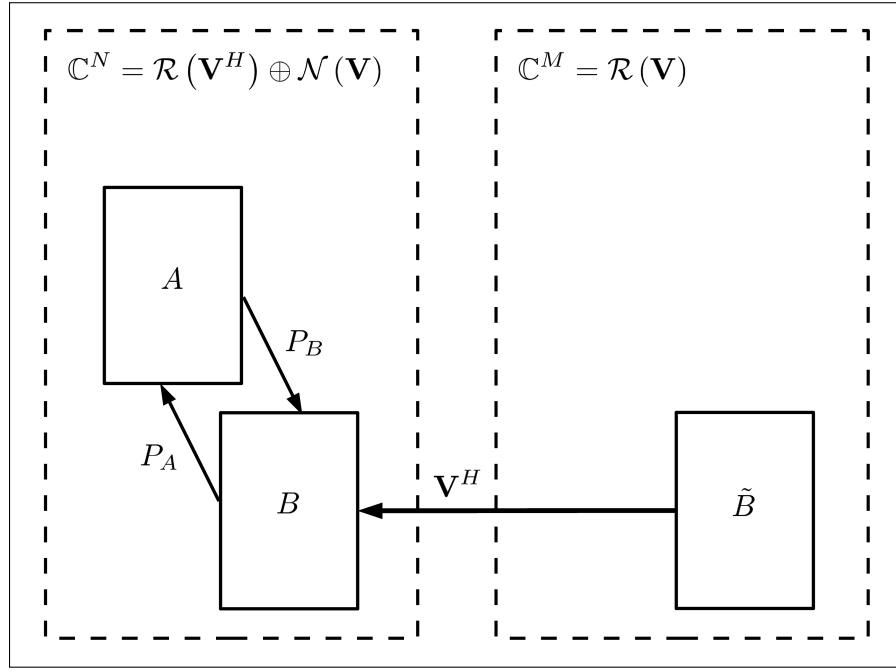 ℂ^N = 𝓡(𝐕^H) ⊕ 𝓝(𝐕)
ℂ^M = 𝓡(𝐕)
A
P_B
P_A
B
𝐕^H
B̃